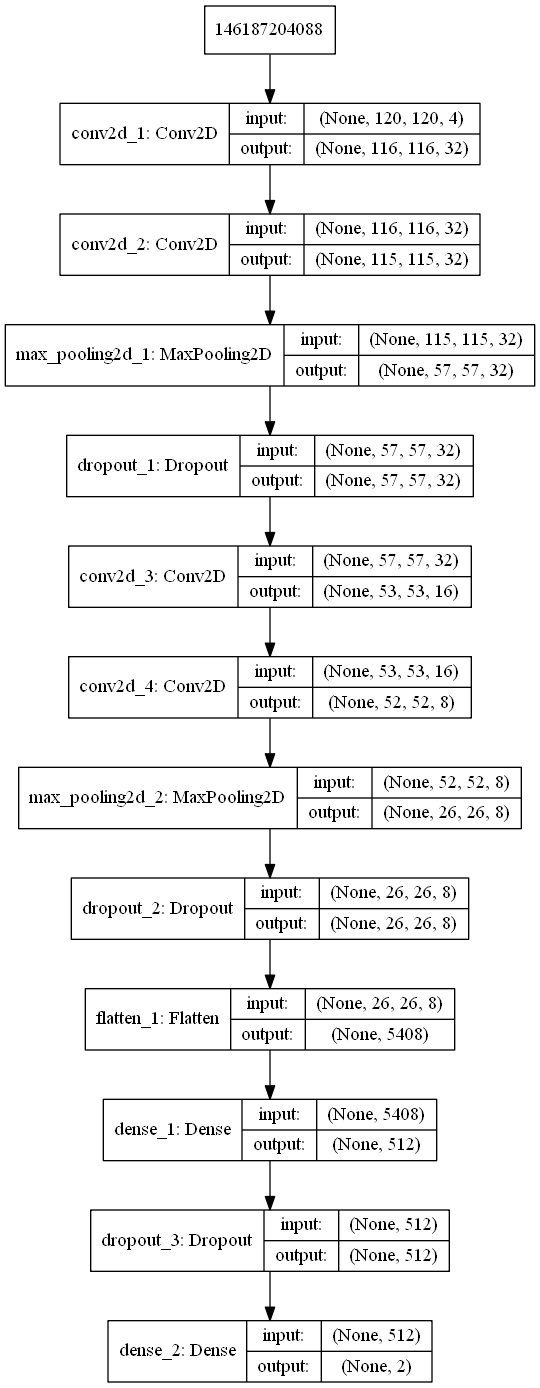 146187204088
conv2d_1: Conv2D
input: (None, 120, 120, 4)
output: (None, 116, 116, 32)
conv2d_2: Conv2D
input: (None, 116, 116, 32)
output: (None, 115, 115, 32)
max_pooling2d_1: MaxPooling2D
input: (None, 115, 115, 32)
output: (None, 57, 57, 32)
dropout_1: Dropout
input: (None, 57, 57, 32)
output: (None, 57, 57, 32)
conv2d_3: Conv2D
input: (None, 57, 57, 32)
output: (None, 53, 53, 16)
conv2d_4: Conv2D
input: (None, 53, 53, 16)
output: (None, 52, 52, 8)
max_pooling2d_2: MaxPooling2D
input: (None, 52, 52, 8)
output: (None, 26, 26, 8)
dropout_2: Dropout
input: (None, 26, 26, 8)
output: (None, 26, 26, 8)
flatten_1: Flatten
input: (None, 26, 26, 8)
output: (None, 5408)
dense_1: Dense
input: (None, 5408)
output: (None, 512)
dropout_3: Dropout
input: (None, 512)
output: (None, 512)
dense_2: Dense
input: (None, 512)
output: (None, 2)